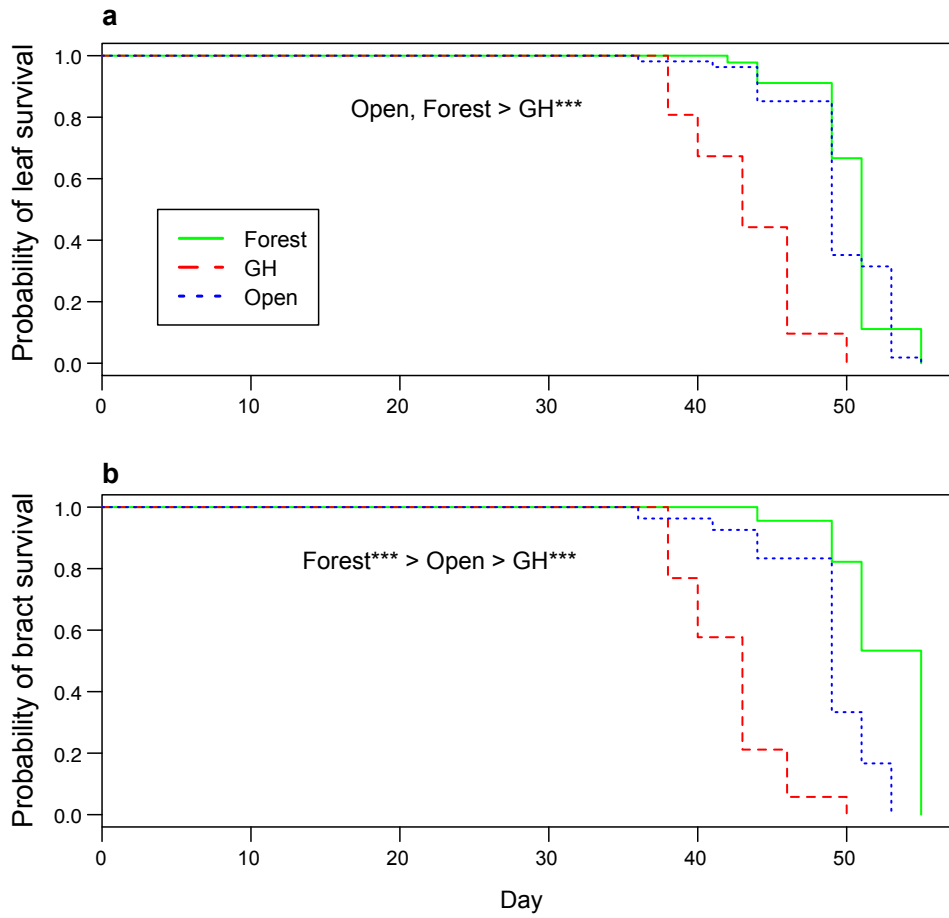 a
Probability of leaf survival
1.0
0.8
0.6
0.4
0.2
0.0
Open, Forest > GH***
Forest
GH
Open
0 10 20 30 40 50
b
Probability of bract survival
1.0
0.8
0.6
0.4
0.2
0.0
Forest*** > Open > GH***
0 10 20 30 40 50
Day